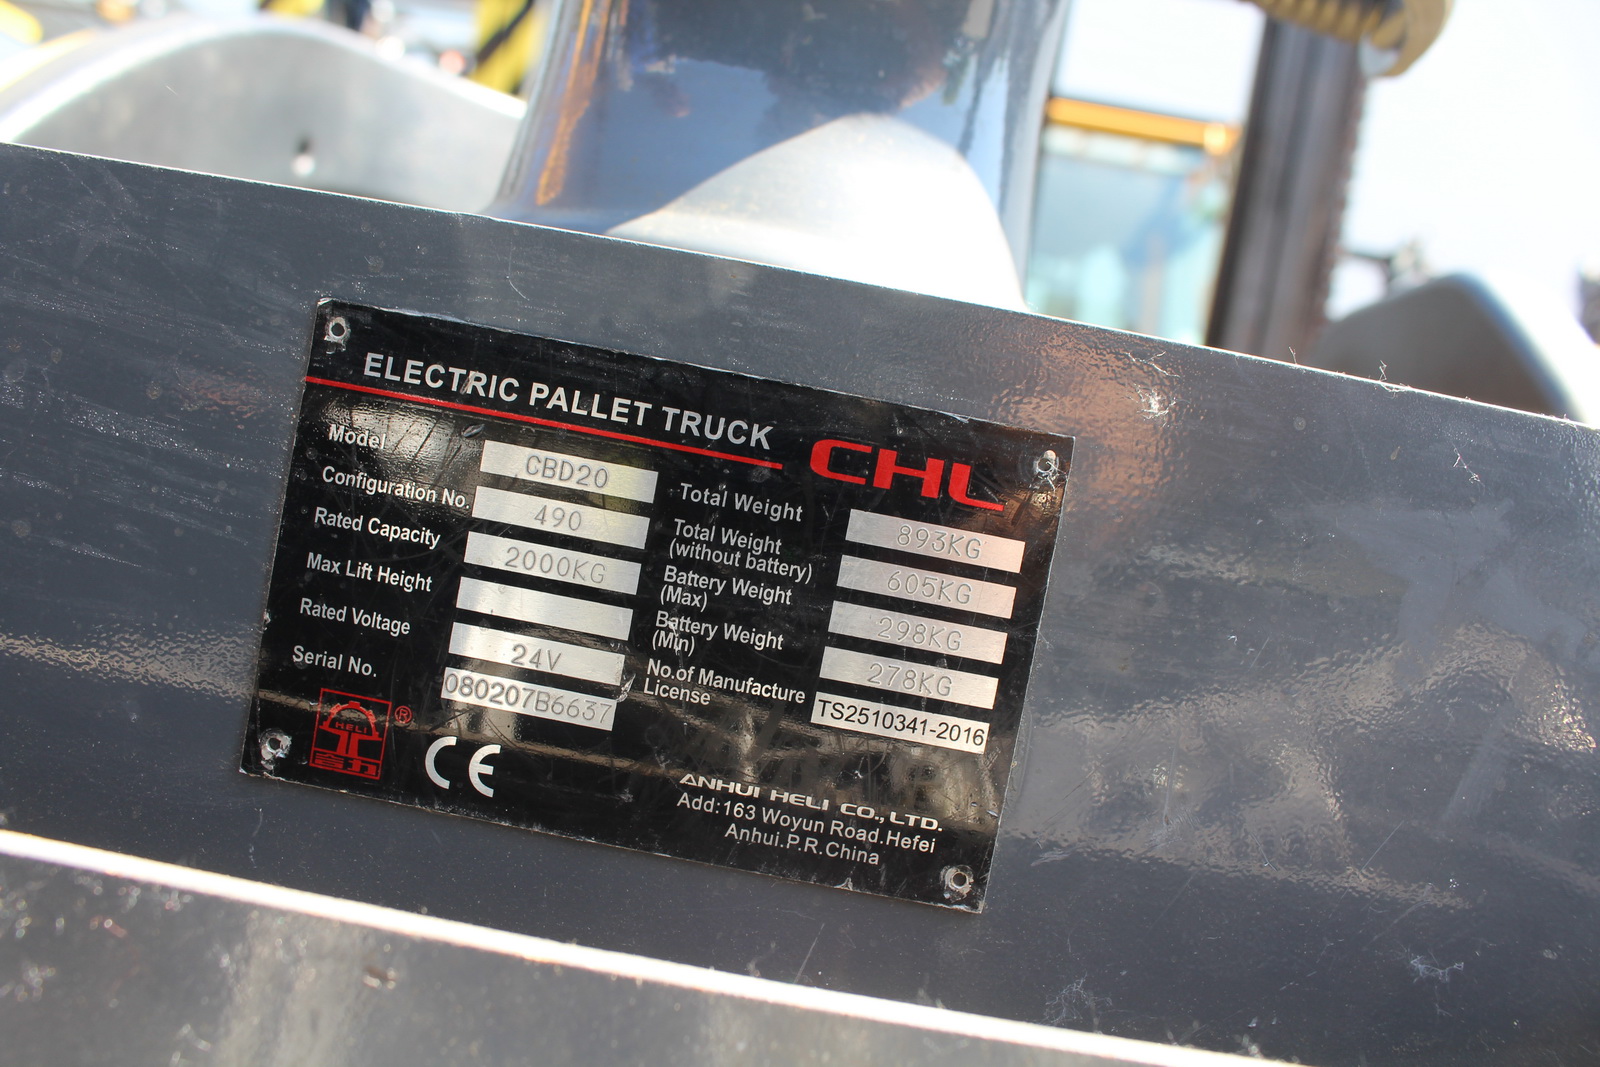 ELECTRIC PALLET TRUCK
CHL
Model CBD20
Configuration No. 490
Rated Capacity 2000KG
Max Lift Height
Rated Voltage 24V
Serial No. 080207B6637
Total Weight 893KG
Total Weight
(without battery) 605KG
Battery Weight
(Max) 298KG
Battery Weight
(Min) 278KG
No.of Manufacture
License TS2510341-2016
HELI
合力
®
CE
ANHUI HELI CO.,LTD.
Add:163 Woyun Road.Hefei
Anhui.P.R.China